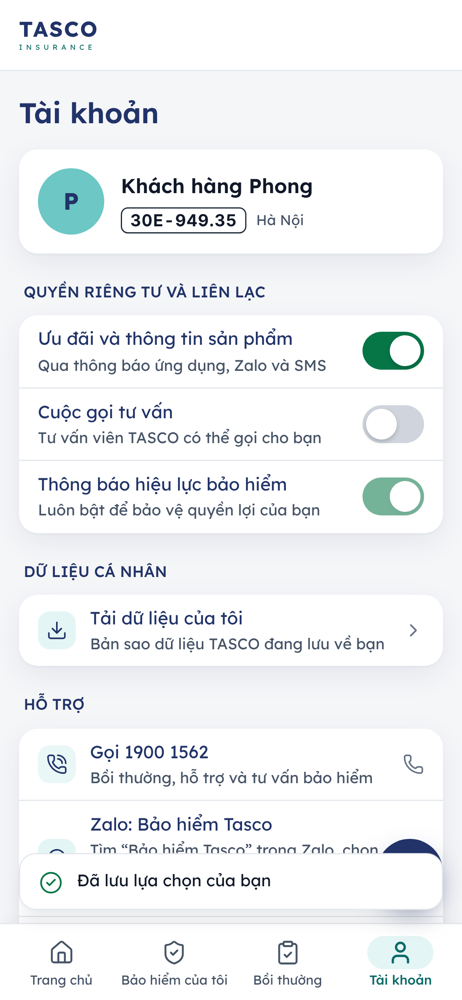 TASCO
INSURANCE
Tài khoản
P
Khách hàng Phong
30E-949.35 Hà Nội
QUYỀN RIÊNG TƯ VÀ LIÊN LẠC
Ưu đãi và thông tin sản phẩm
Qua thông báo ứng dụng, Zalo và SMS
Cuộc gọi tư vấn
Tư vấn viên TASCO có thể gọi cho bạn
Thông báo hiệu lực bảo hiểm
Luôn bật để bảo vệ quyền lợi của bạn
DỮ LIỆU CÁ NHÂN
Tải dữ liệu của tôi
Bản sao dữ liệu TASCO đang lưu về bạn
HỖ TRỢ
Gọi 1900 1562
Bồi thường, hỗ trợ và tư vấn bảo hiểm
Zalo: Bảo hiểm Tasco
Tìm “Bảo hiểm Tasco” trong Zalo, chọn
Đã lưu lựa chọn của bạn
Trang chủ
Bảo hiểm của tôi
Bồi thường
Tài khoản